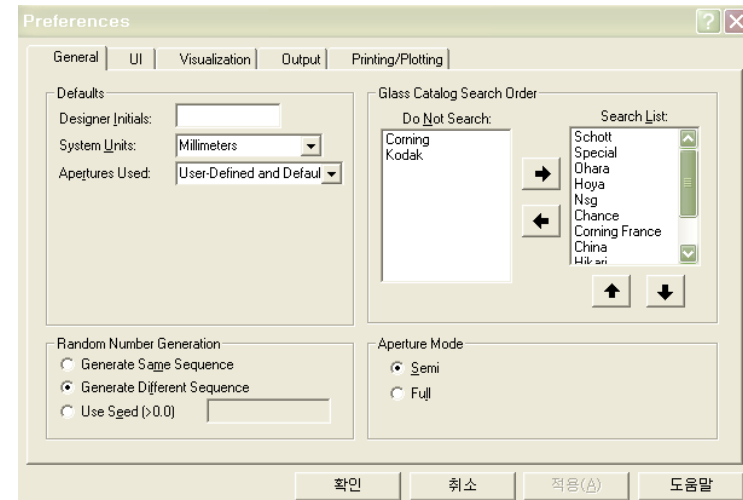 Preferences
General UI Visualization Output Printing/Plotting
Defaults
Designer Initials:
System Units: Millimeters
Apertures Used: User-Defined and Defaul
Glass Catalog Search Order
Do Not Search:
Corning
Kodak
Search List:
Schott
Special
Ohara
Hoya
Nsg
Chance
Corning France
China
Hikari
Random Number Generation
Generate Same Sequence
Generate Different Sequence
Use Seed (>0.0)
Aperture Mode
Semi
Full
확인 취소 적용(A) 도움말